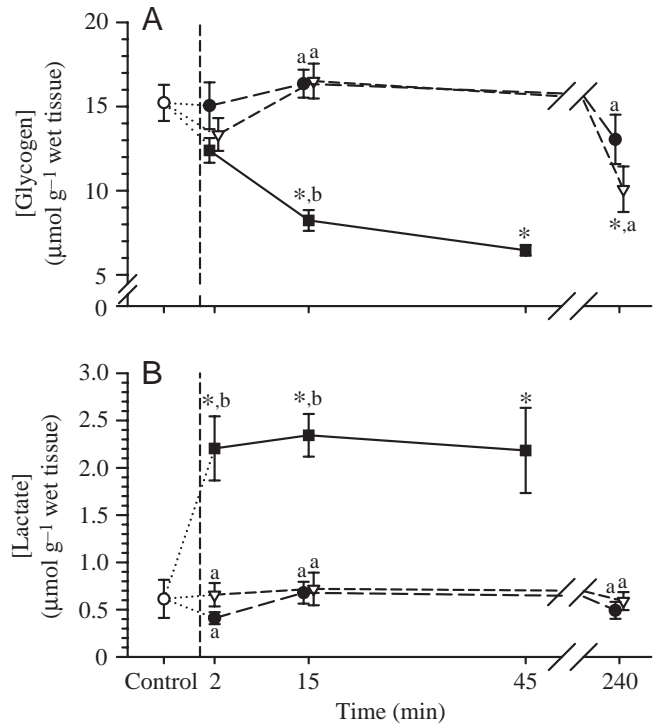 A
20
15
10
5
0
[Glycogen]
(μmol g⁻¹ wet tissue)
a a
*,b
*
a
*,a
B
3.0
2.5
2.0
1.5
1.0
0.5
0
[Lactate]
(μmol g⁻¹ wet tissue)
*,b *,b *
a a a a a
a
Control 2 15 45 240
Time (min)